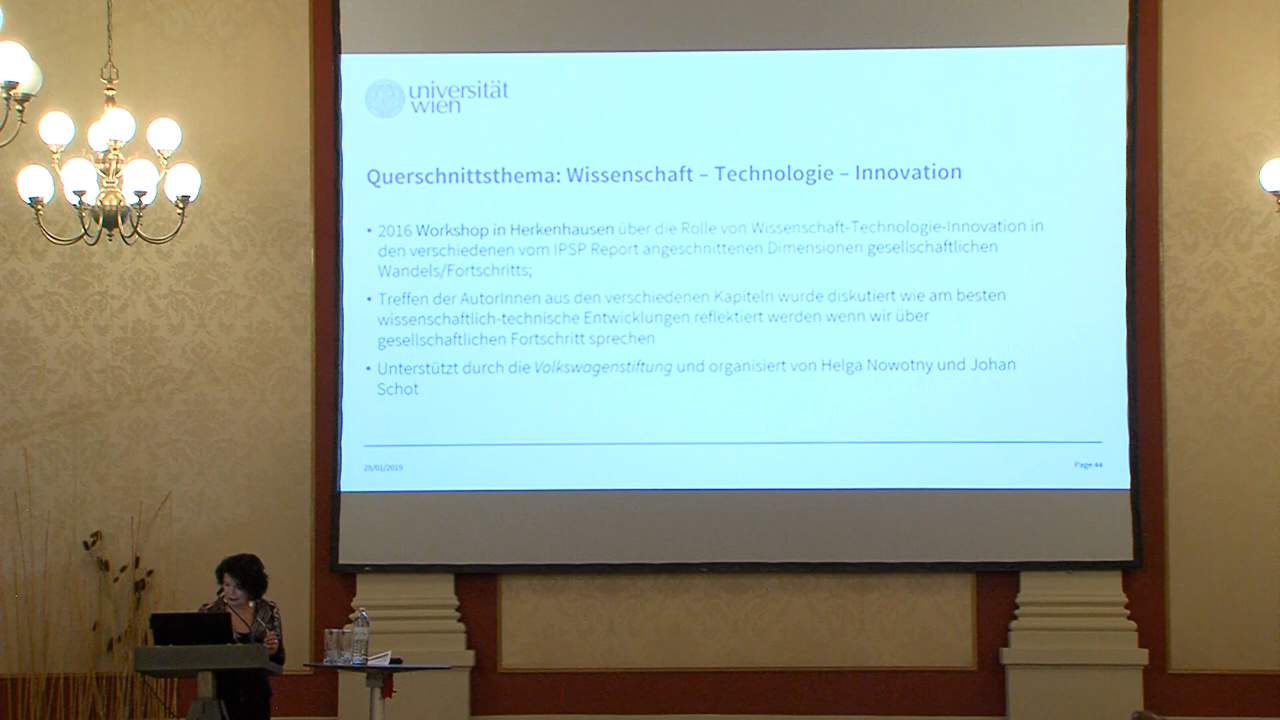 universität
wien
Querschnittsthema: Wissenschaft – Technologie – Innovation
• 2016 Workshop in Herkenhausen über die Rolle von Wissenschaft-Technologie-Innovation in
den verschiedenen vom IPSP Report angeschnittenen Dimensionen gesellschaftlichen
Wandels/Fortschritts;
• Treffen der AutorInnen aus den verschiedenen Kapiteln wurde diskutiert wie am besten
wissenschaftlich-technische Entwicklungen reflektiert werden wenn wir über
gesellschaftlichen Fortschritt sprechen
• Unterstützt durch die Volkswagenstiftung und organisiert von Helga Nowotny und Johan
Schot
28/01/2019
Page 44